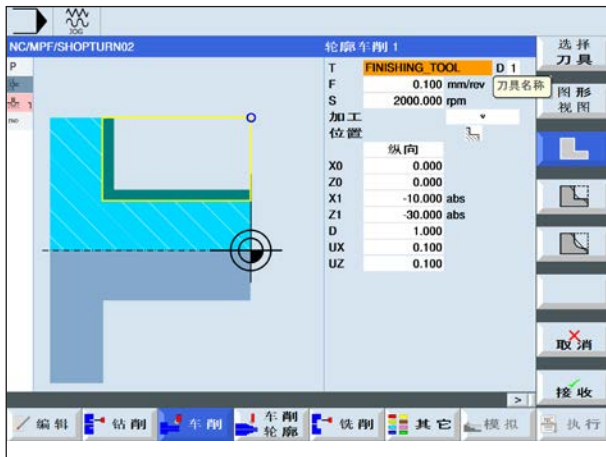 JOG
NC/MPF/SHOPTURN02
轮廓车削 1
选择
刀具
P
T FINISHING_TOOL D 1
F 0.100 mm/rev
刀具名称
S 2000.000 rpm
图形
视图
加工
位置
纵向
X0 0.000
Z0 0.000
X1 -10.000 abs
Z1 -30.000 abs
D 1.000
UX 0.100
UZ 0.100
取消
接收
>
编辑 钻削 车削 车削轮廓 铣削 其它 模拟 执行